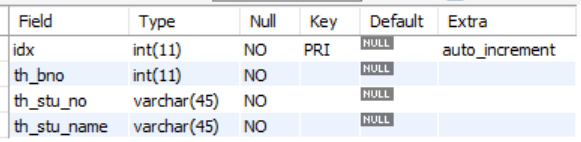 Field Type Null Key Default Extra
idx int(11) NO PRI NULL auto_increment
th_bno int(11) NO NULL
th_stu_no varchar(45) NO NULL
th_stu_name varchar(45) NO NULL